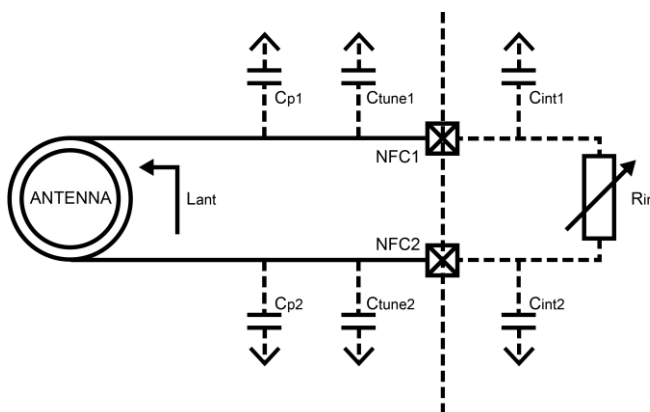 Cp1
Ctune1
Cint1
NFC1
ANTENNA
Lant
Rin
NFC2
Cp2
Ctune2
Cint2